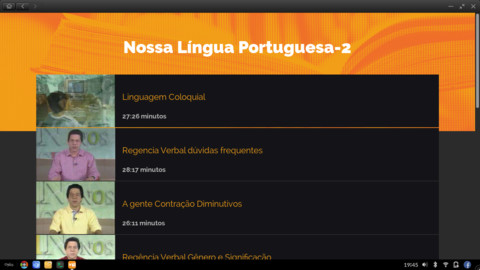 Nossa Língua Portuguesa-2
Linguagem Coloquial
27:26 minutos
Regencia Verbal dúvidas frequentes
28:17 minutos
A gente Contração Diminutivos
26:11 minutos
Regência Verbal Gênero e Significação
19:45